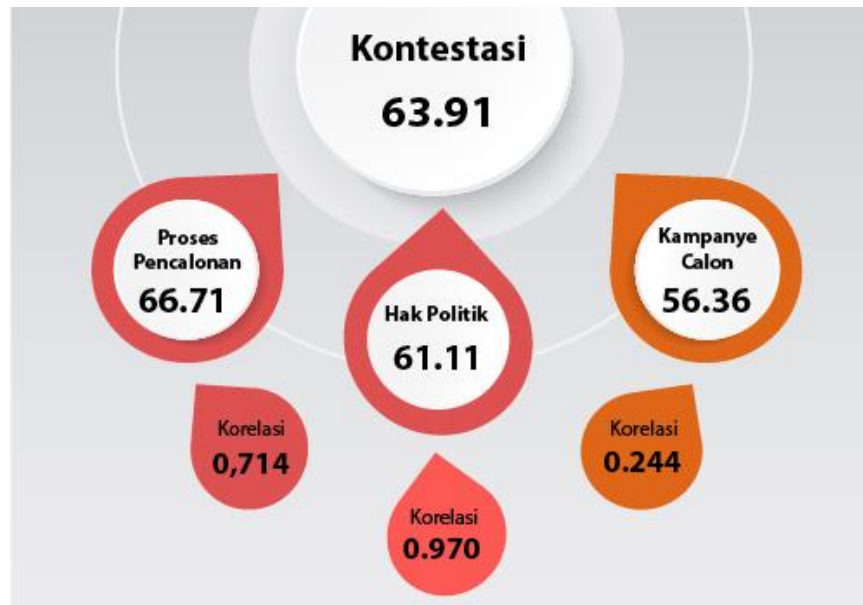 Kontestasi
63.91
Proses
Pencalonan
66.71
Hak Politik
61.11
Kampanye
Calon
56.36
Korelasi
0,714
Korelasi
0.970
Korelasi
0.244